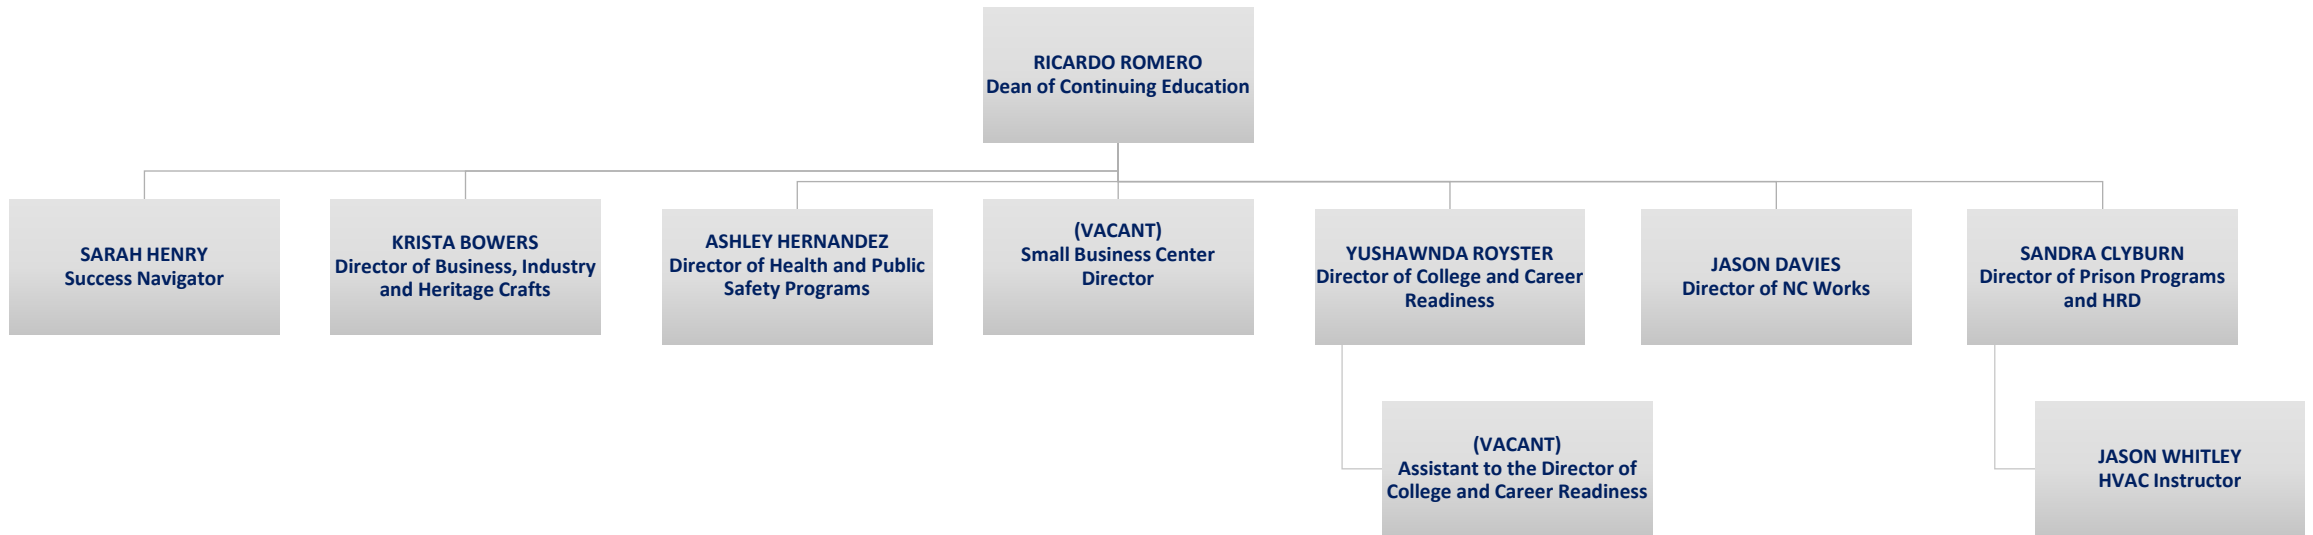 RICARDO ROMERO
Dean of Continuing Education
SARAH HENRY
Success Navigator
KRISTA BOWERS
Director of Business, Industry
and Heritage Crafts
ASHLEY HERNANDEZ
Director of Health and Public
Safety Programs
(VACANT)
Small Business Center
Director
YUSHAWNDA ROYSTER
Director of College and Career
Readiness
JASON DAVIES
Director of NC Works
SANDRA CLYBURN
Director of Prison Programs
and HRD
(VACANT)
Assistant to the Director of
College and Career Readiness
JASON WHITLEY
HVAC Instructor